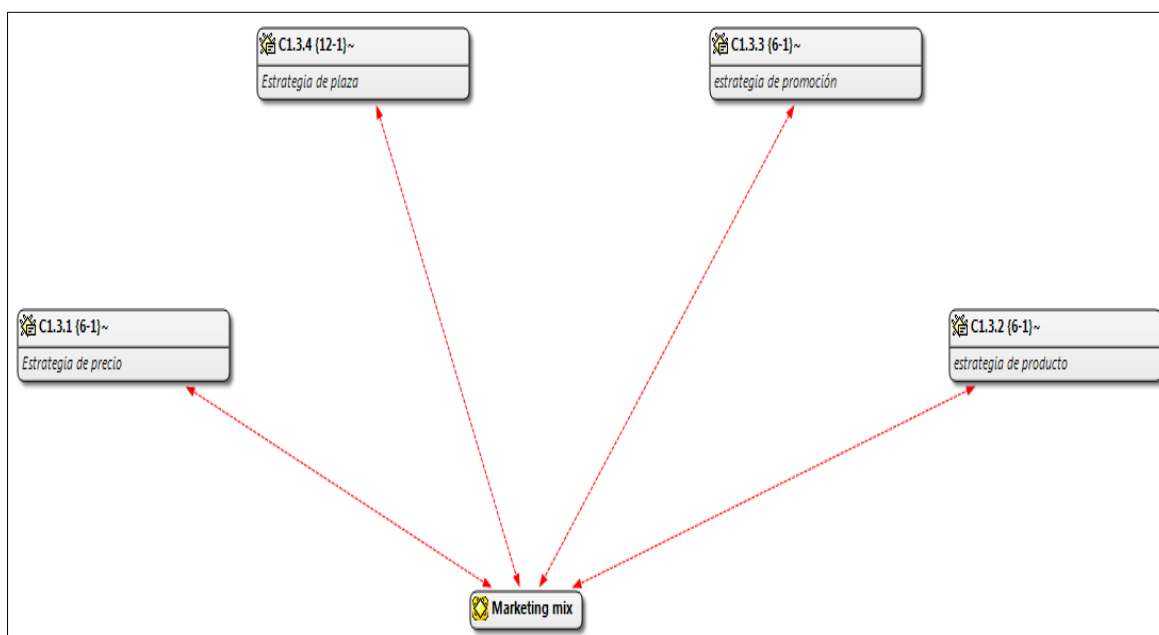 C1.3.4 {12-1}~
Estrategia de plaza
C1.3.3 {6-1}~
estrategia de promoción
C1.3.1 {6-1}~
Estrategia de precio
C1.3.2 {6-1}~
estrategia de producto
Marketing mix